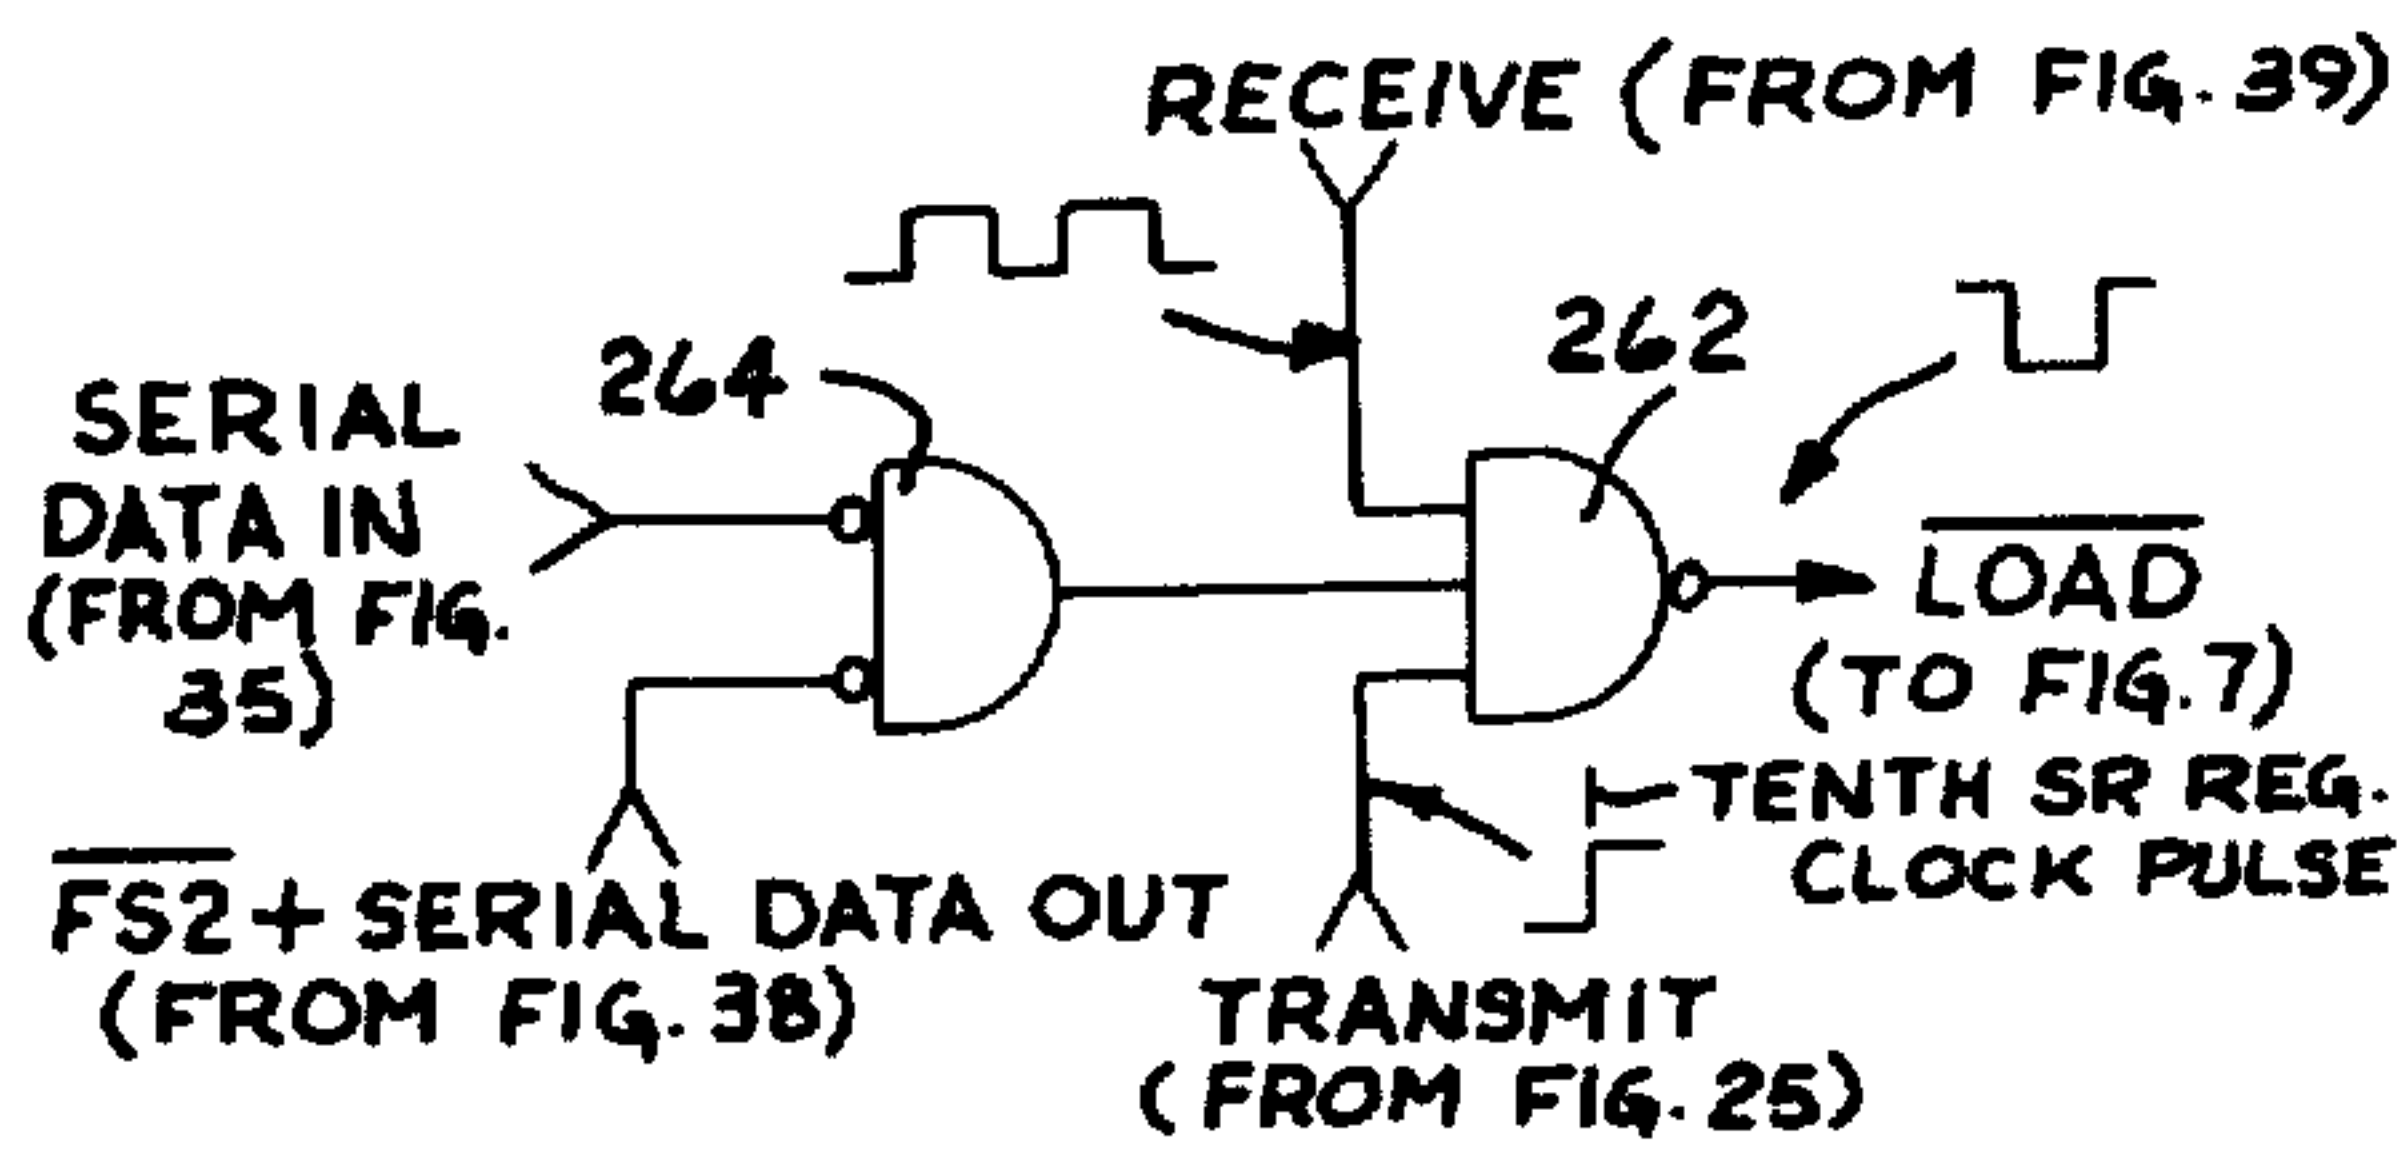 RECEIVE (FROM FIG. 39)
264
262
SERIAL
DATA IN
(FROM FIG.
35)
LOAD
(TO FIG. 7)
TENTH SR REG.
CLOCK PULSE
FS2 + SERIAL DATA OUT
(FROM FIG. 38)
TRANSMIT
(FROM FIG. 25)